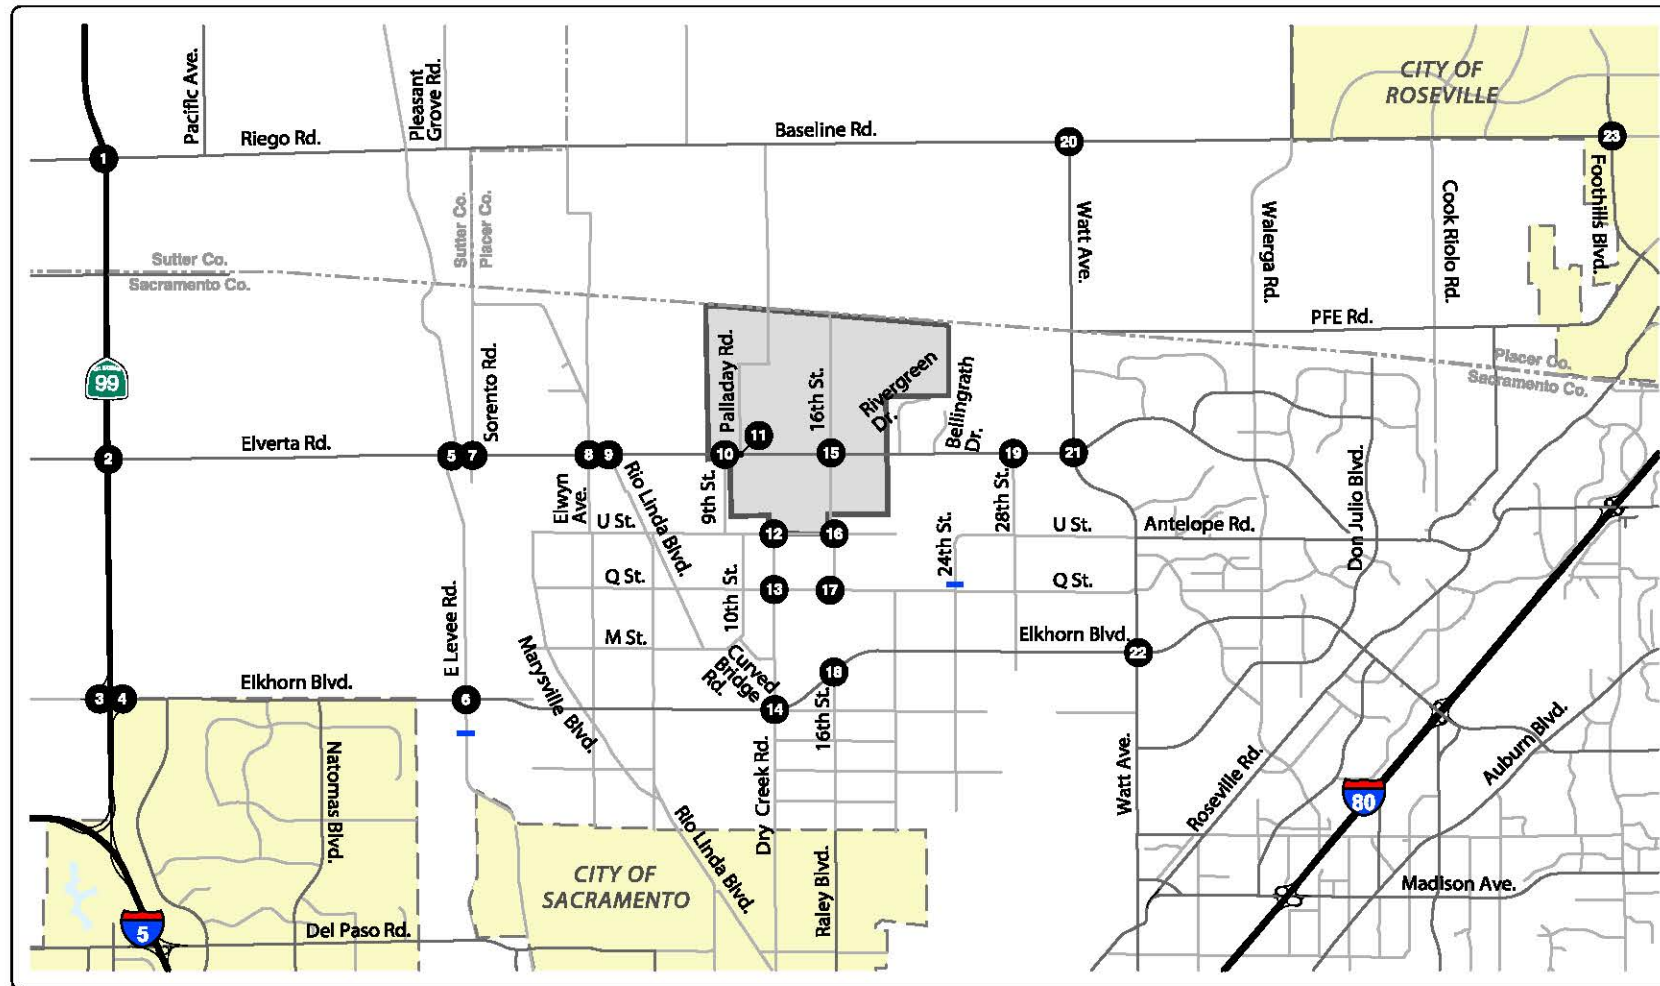 CITY OF
ROSEVILLE
Pacific Ave.
Pleasant
Grove Rd.
Riego Rd.
Baseline Rd.
1
20
23
Foothills Blvd.
Sutter Co.
Placer Co.
Watt Ave.
Walerga Rd.
Cook Riolo Rd.
Sutter Co.
Sacramento Co.
PFE Rd.
Placer Co.
Sacramento Co.
99
Sorento Rd.
Palladay Rd.
16th St.
Rivergreen
Dr.
Bellingrath
Dr.
Elverta Rd.
2
5
7
8
9
10
11
15
19
21
Elwyn
Ave.
Rio Linda Blvd.
9th St.
28th St.
Don Julio Blvd.
U St.
12
16
24th St.
U St.
Antelope Rd.
Q St.
10th St.
13
17
Q St.
E Levee Rd.
Marysville Blvd.
M St.
Curved
Bridge
Rd.
Elkhorn Blvd.
22
18
Elkhorn Blvd.
3
4
6
14
16th St.
Natomas Blvd.
Dry Creek Rd.
Watt Ave.
Roseville Rd.
Auburn Blvd.
80
Rio Linda Blvd.
CITY OF
SACRAMENTO
Raley Blvd.
Madison Ave.
5
Del Paso Rd.